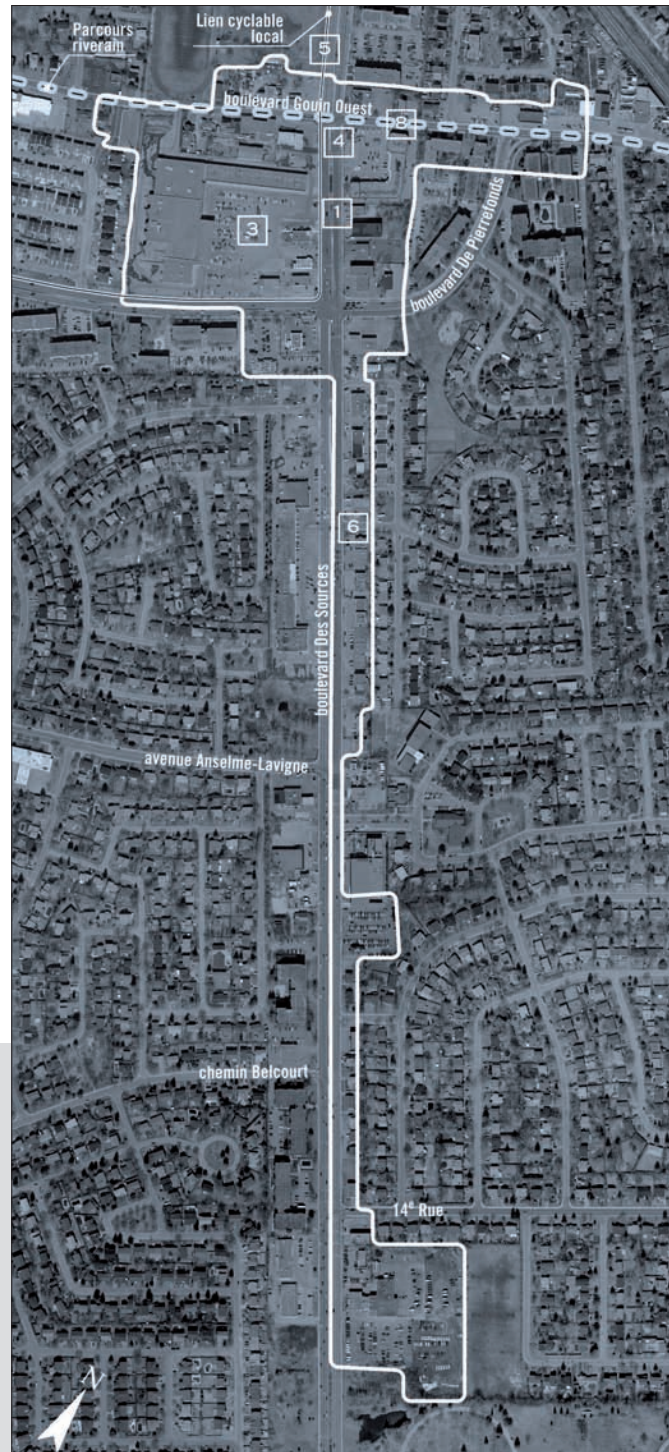 Lien cyclable
local
Parcours
riverain
5
boulevard Gouin Ouest
8
4
1
3
boulevard De Pierrefonds
6
boulevard Des Sources
avenue Anselme-Lavigne
chemin Belcourt
14e Rue
N